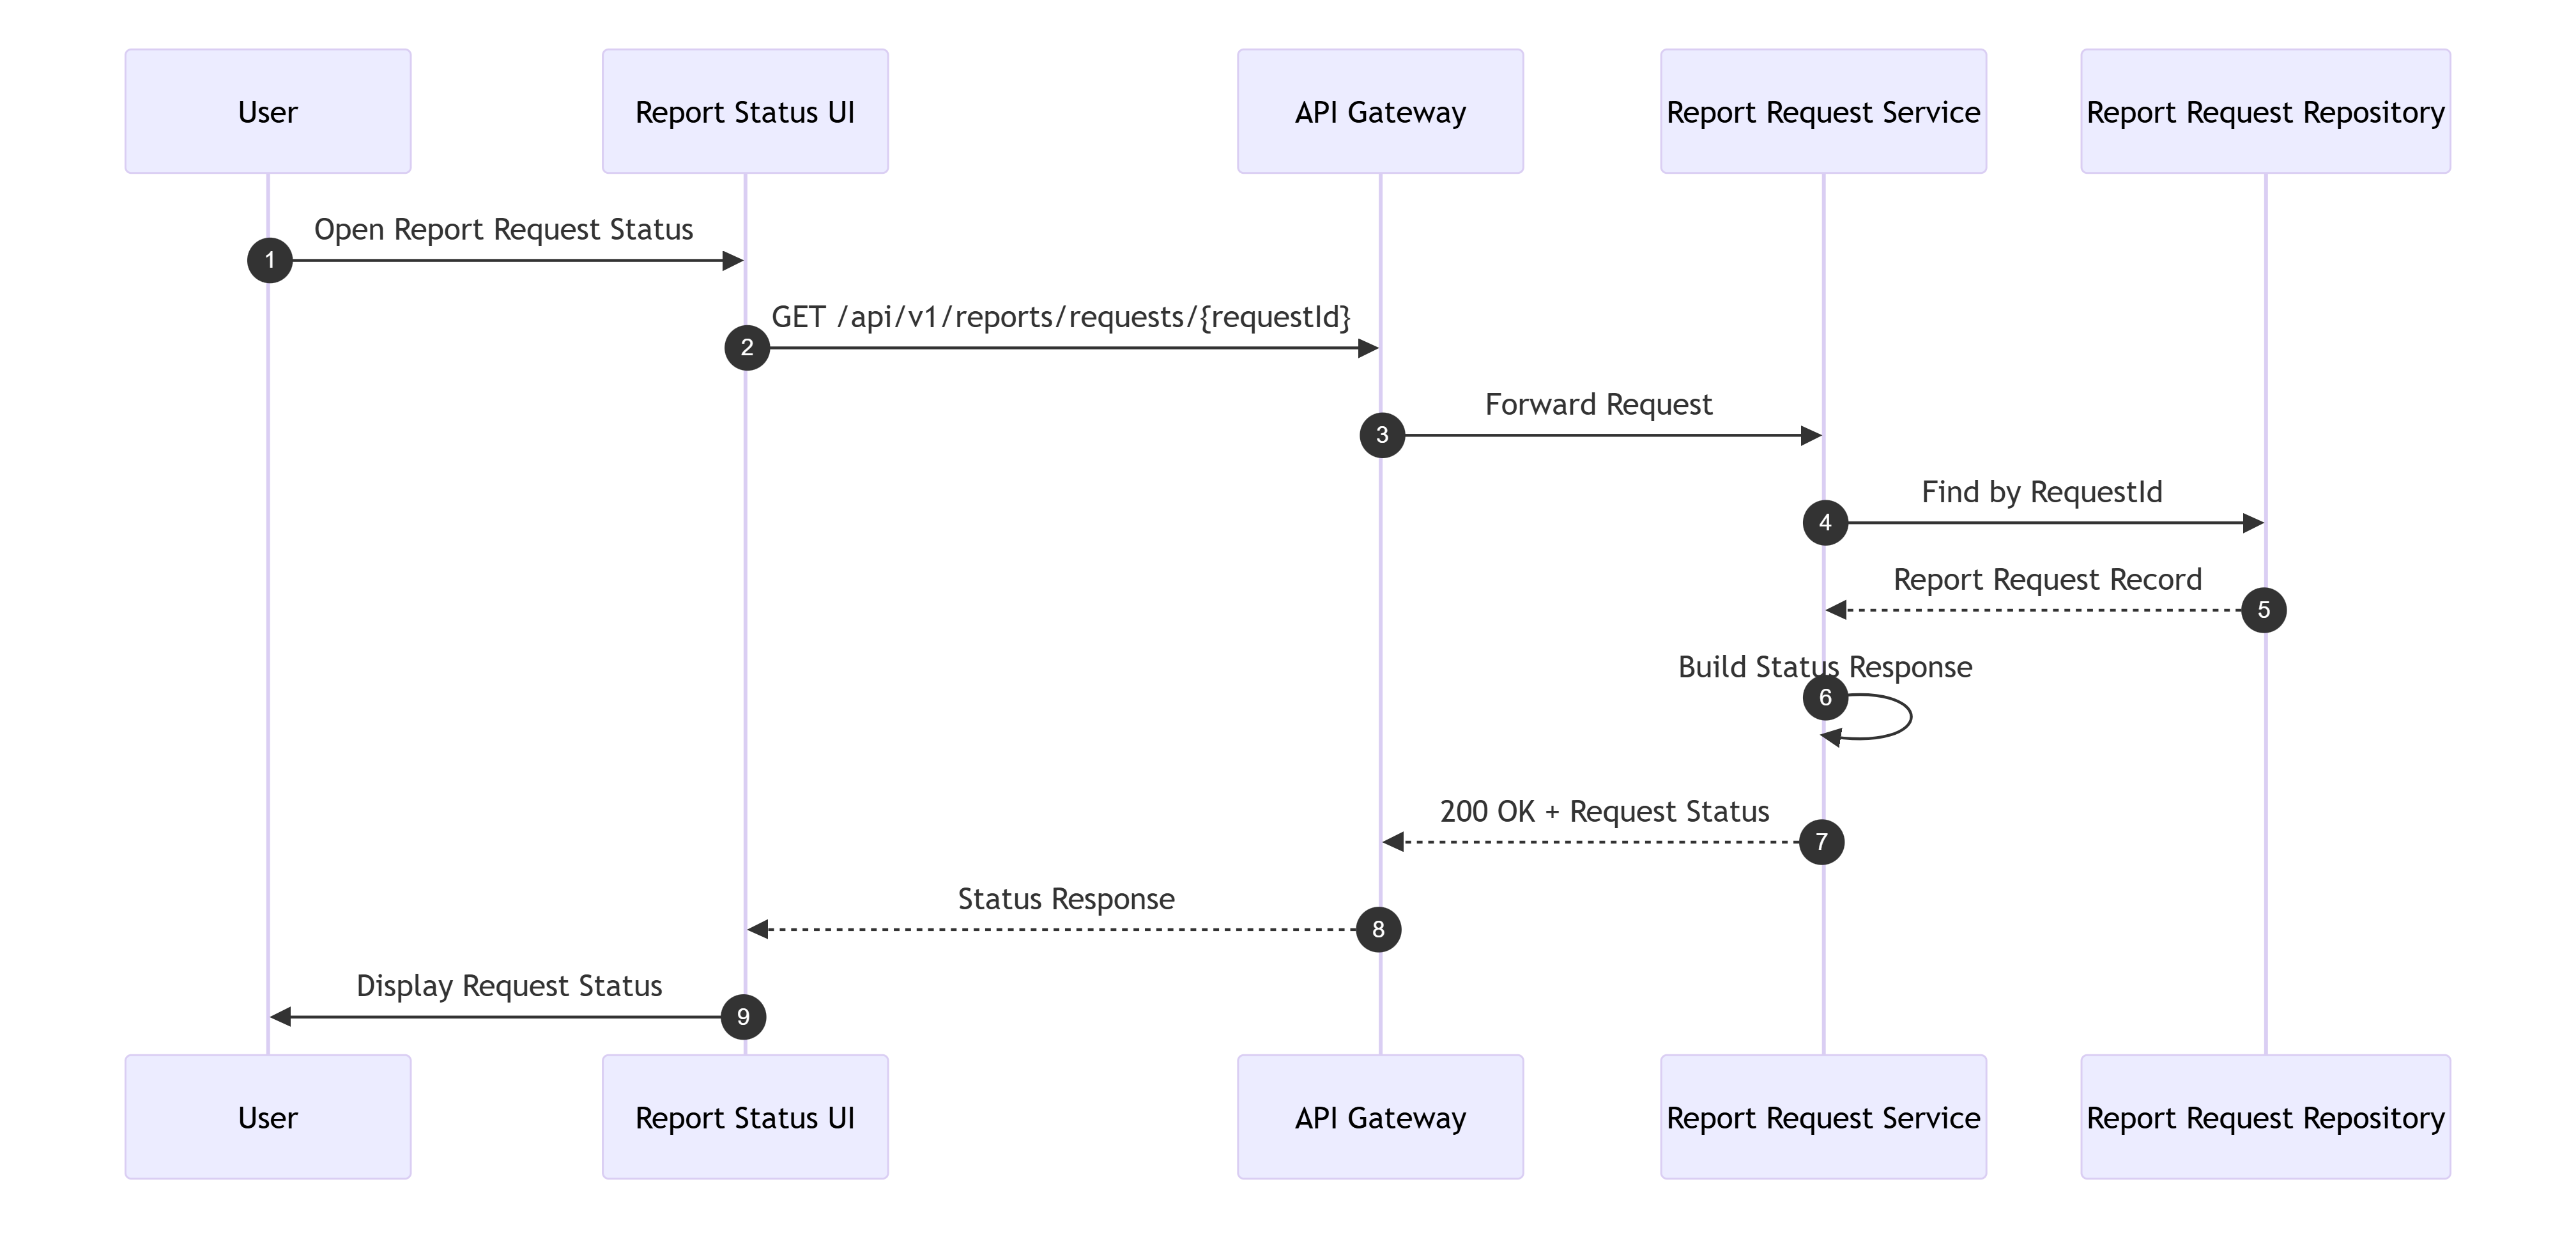 User
Report Status UI
API Gateway
Report Request Service
Report Request Repository
Open Report Request Status
1
GET /api/v1/reports/requests/{requestId}
2
Forward Request
3
Find by RequestId
4
Report Request Record
5
Build Status Response
6
200 OK + Request Status
7
Status Response
8
Display Request Status
9
User
Report Status UI
API Gateway
Report Request Service
Report Request Repository